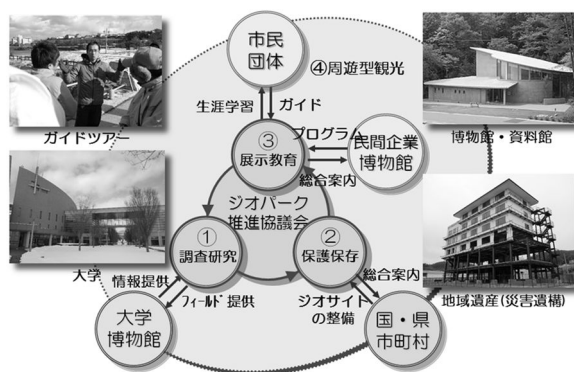 市民
団体
④周遊型観光
生涯学習
ガイド
ガイドツアー
③
展示教育
プログラム
民間企業
博物館
総合案内
博物館・資料館
ジオパーク
推進協議会
①
調査研究
②
保護保存
大学
情報提供
フィールド提供
大学
博物館
総合案内
ジオサイト
の整備
国・県
市町村
地域遺産(災害遺構)